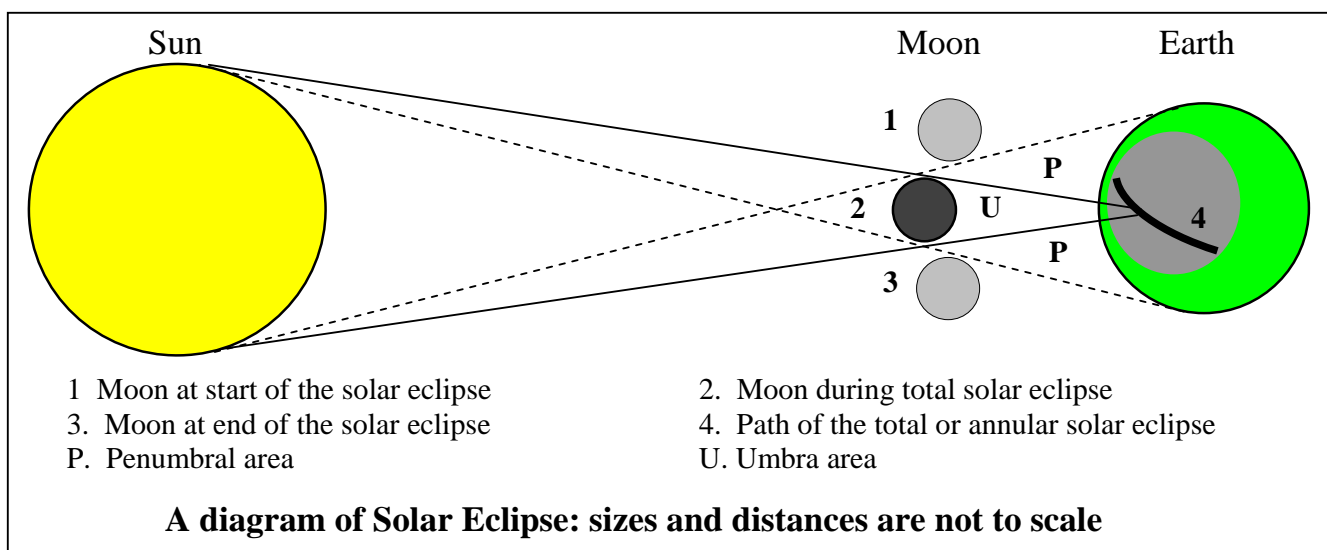 Sun Moon Earth
1
P
2 U 4
P
3
1 Moon at start of the solar eclipse 2. Moon during total solar eclipse
3. Moon at end of the solar eclipse 4. Path of the total or annular solar eclipse
P. Penumbral area U. Umbra area
A diagram of Solar Eclipse: sizes and distances are not to scale